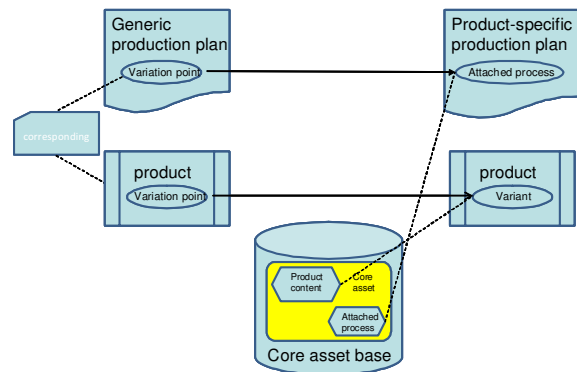 Generic
production plan
Variation point
Product-specific
production plan
Attached process
corresponding
product
Variation point
product
Variant
Product
content
Core
asset
Attached
process
Core asset base